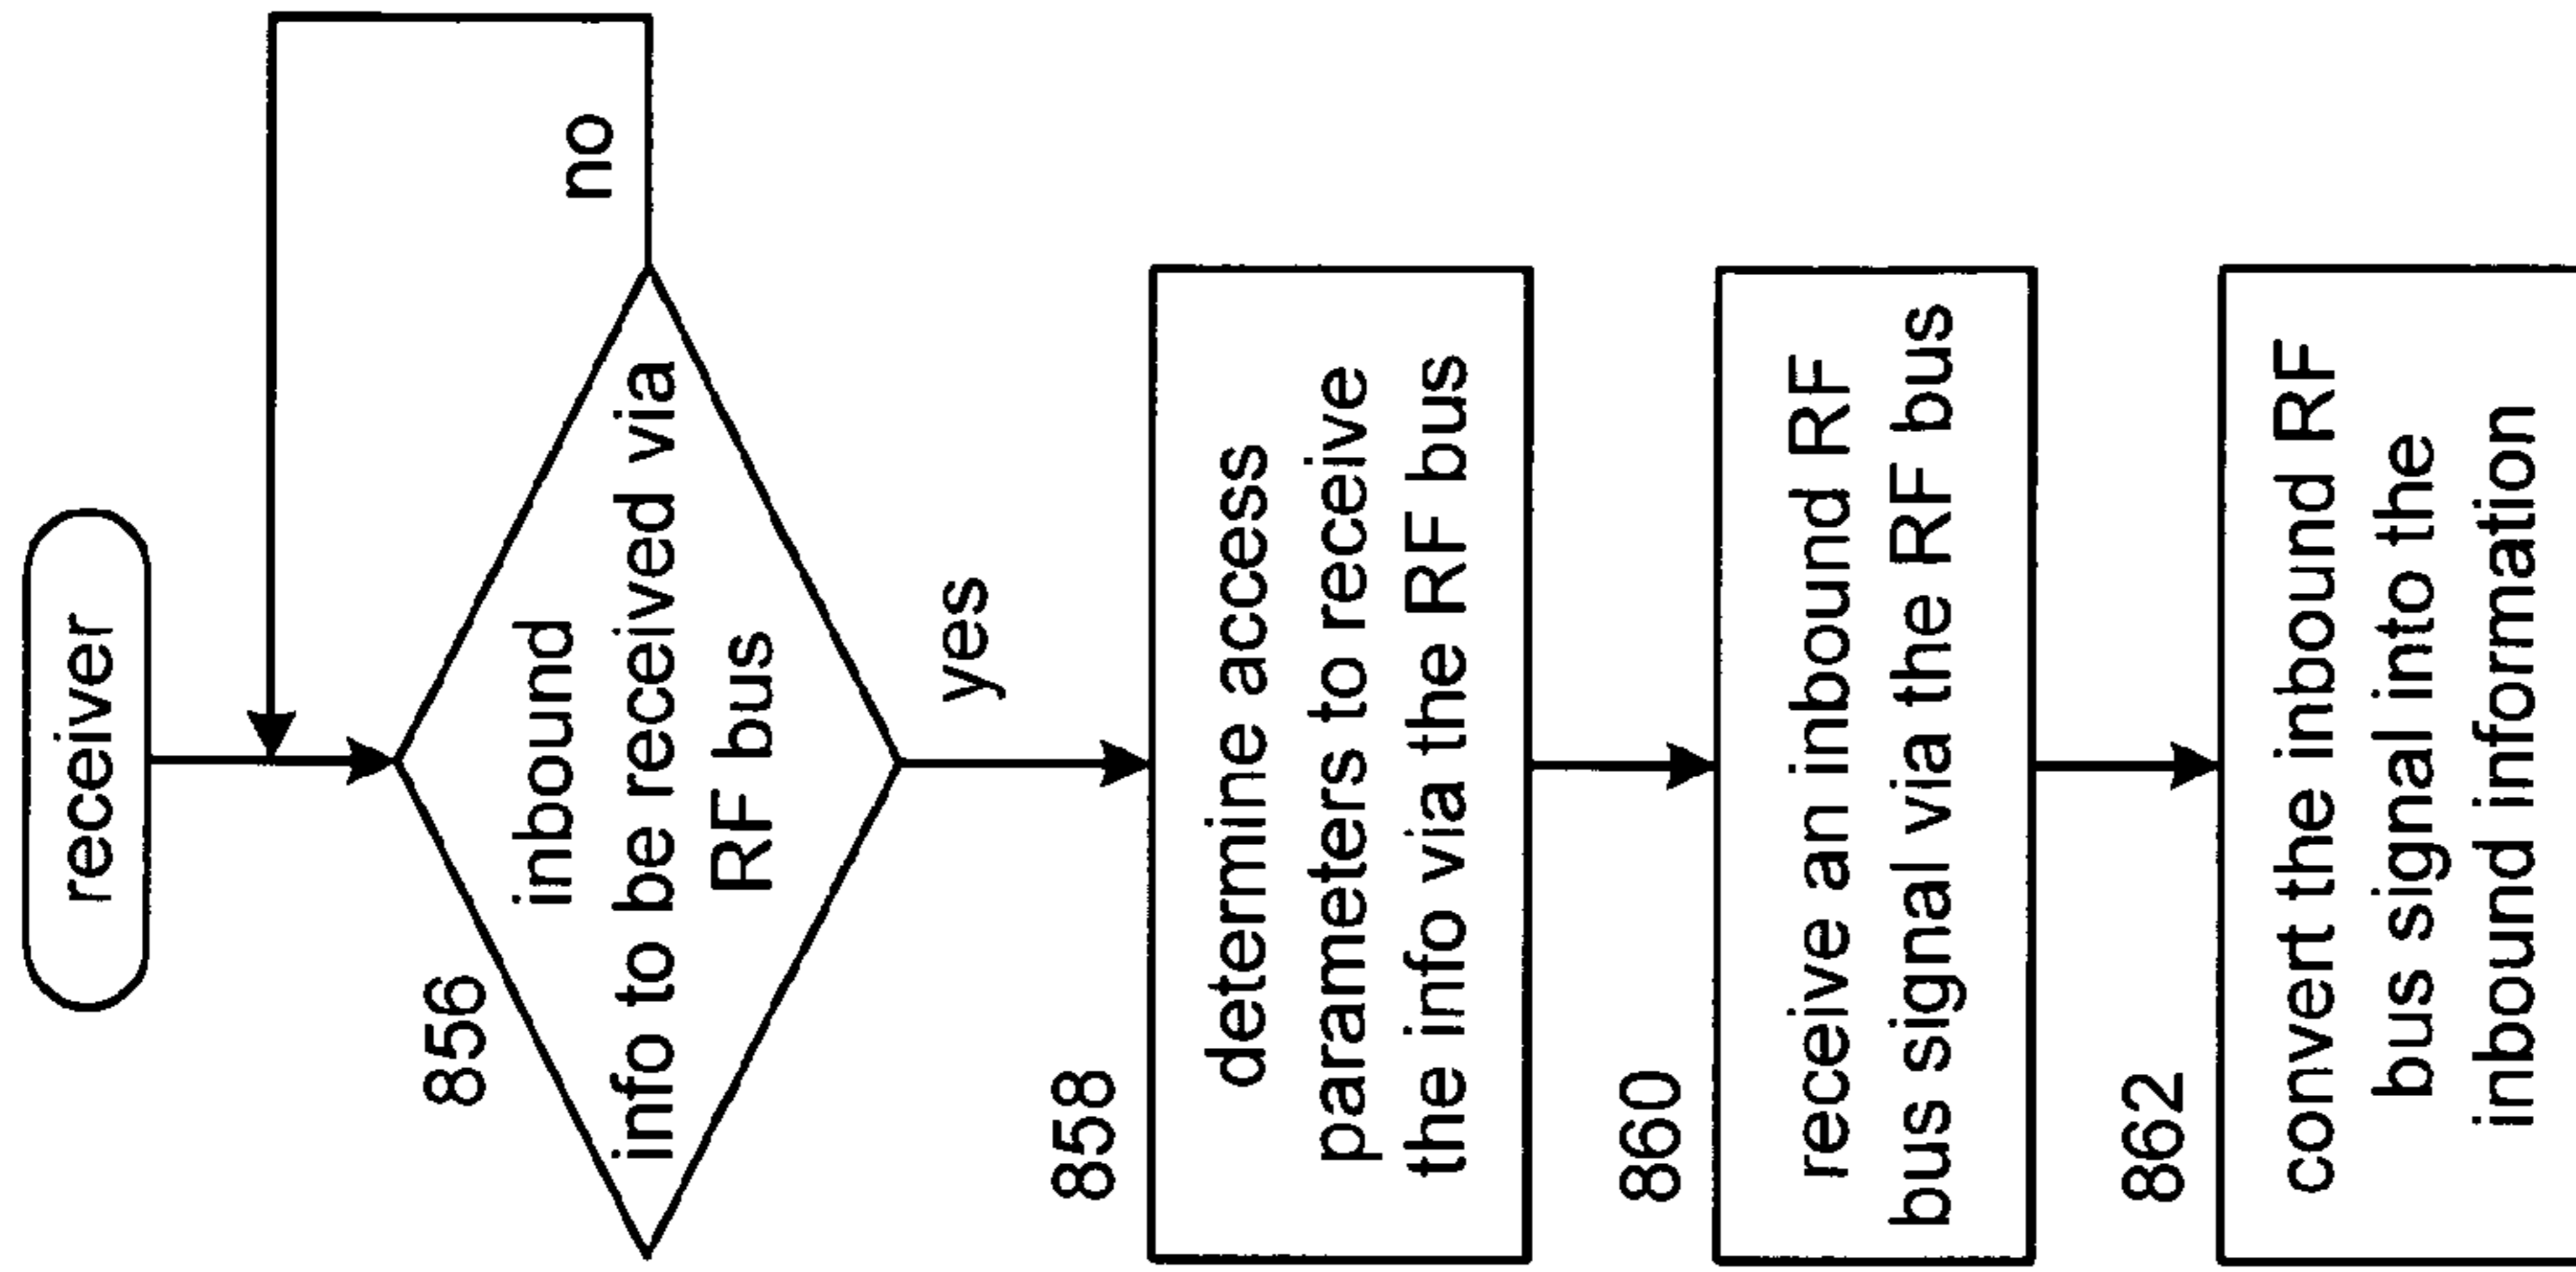 receiver
no
856
inbound
info to be received via
RF bus
yes
858
determine access
parameters to receive
the info via the RF bus
860
receive an inbound RF
bus signal via the RF bus
862
convert the inbound RF
bus signal into the
inbound information